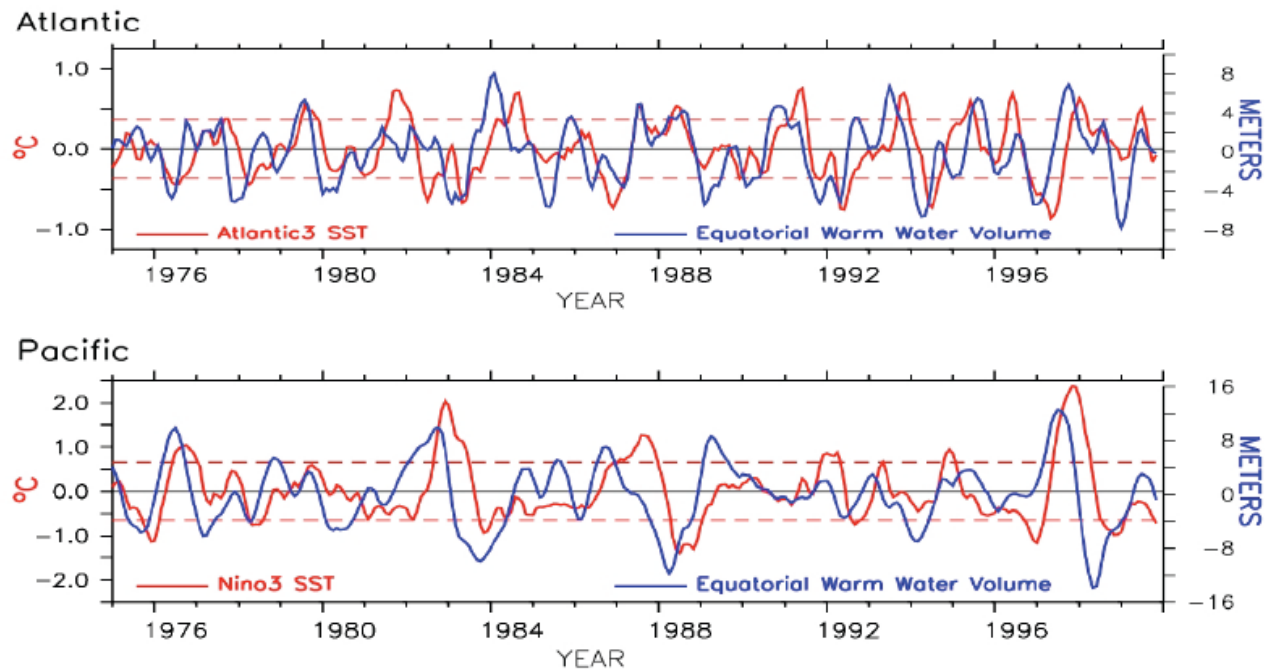 Atlantic
1.0
0.0
−1.0
°C
8
4
0
−4
−8
METERS
Atlantic3 SST
Equatorial Warm Water Volume
1976 1980 1984 1988 1992 1996
YEAR
Pacific
2.0
1.0
0.0
−1.0
−2.0
°C
16
8
0
−8
−16
METERS
Nino3 SST
Equatorial Warm Water Volume
1976 1980 1984 1988 1992 1996
YEAR